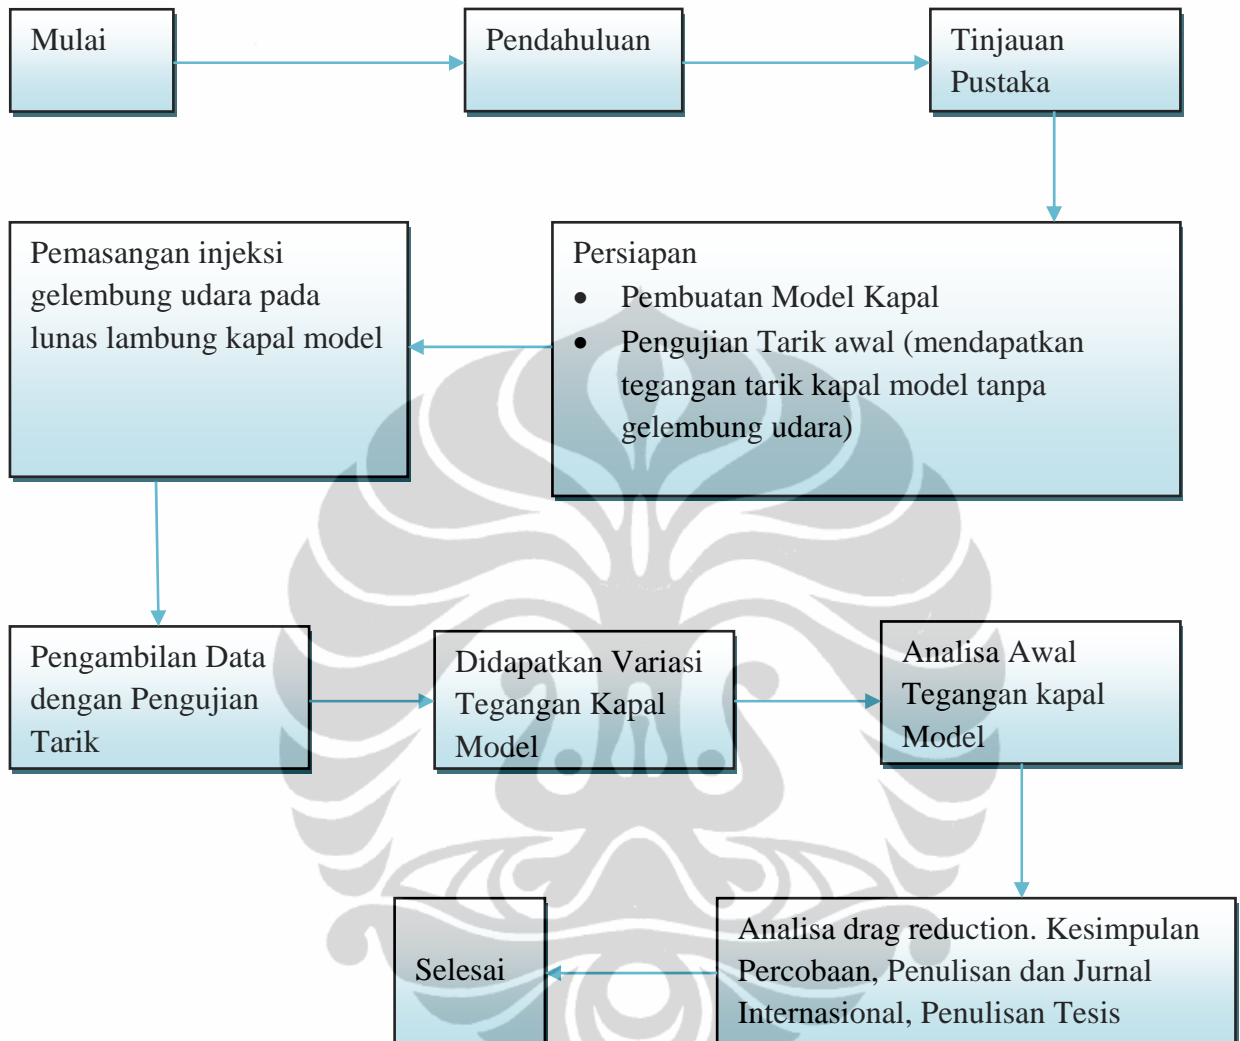 Mulai
Pendahuluan
Tinjauan
Pustaka
Persiapan
• Pembuatan Model Kapal
• Pengujian Tarik awal (mendapatkan
tegangan tarik kapal model tanpa
gelembung udara)
Pemasangan injeksi
gelembung udara pada
lunas lambung kapal model
Pengambilan Data
dengan Pengujian
Tarik
Didapatkan Variasi
Tegangan Kapal
Model
Analisa Awal
Tegangan kapal
Model
Analisa drag reduction. Kesimpulan
Percobaan, Penulisan dan Jurnal
Internasional, Penulisan Tesis
Selesai